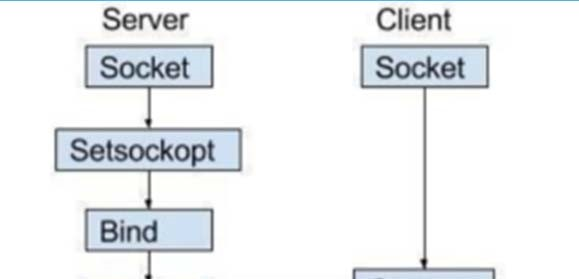 Server Client
Socket Socket
Setsockopt
Bind